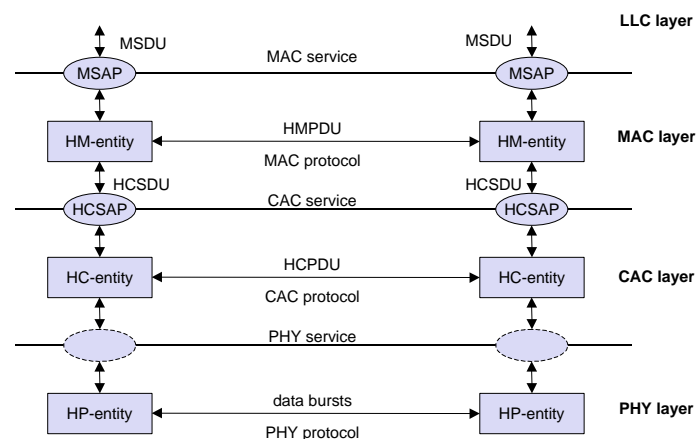 LLC layer
MSDU MSDU
MAC service
MSAP MSAP
HMPDU
HM-entity HM-entity MAC layer
MAC protocol
HCSDU HCSDU
CAC service
HCSAP HCSAP
HCPDU
HC-entity HC-entity CAC layer
CAC protocol
PHY service
data bursts
HP-entity HP-entity PHY layer
PHY protocol